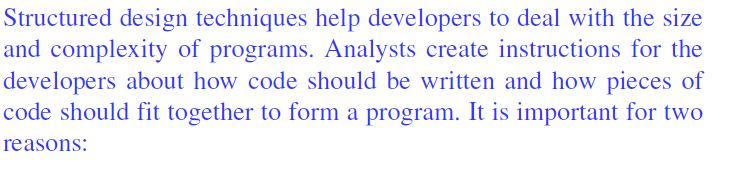 Structured design techniques help developers to deal with the size
and complexity of programs. Analysts create instructions for the
developers about how code should be written and how pieces of
code should fit together to form a program. It is important for two
reasons: